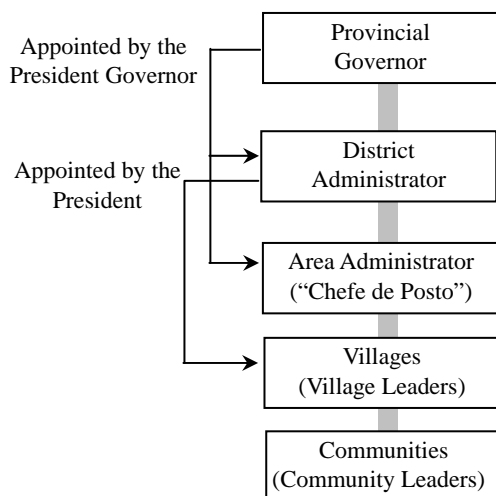 Appointed by the
President Governor
Provincial
Governor
Appointed by the
President
District
Administrator
Area Administrator
(“Chefe de Posto”)
Villages
(Village Leaders)
Communities
(Community Leaders)